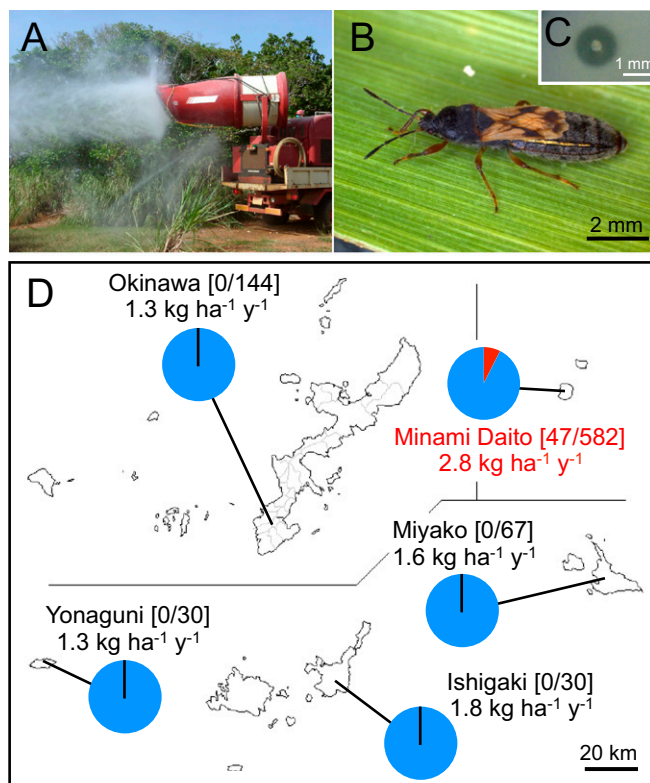 A
B
C
1 mm
2 mm
D
Okinawa [0/144]
1.3 kg ha⁻¹ y⁻¹
Minami Daito [47/582]
2.8 kg ha⁻¹ y⁻¹
Miyako [0/67]
1.6 kg ha⁻¹ y⁻¹
Yonaguni [0/30]
1.3 kg ha⁻¹ y⁻¹
Ishigaki [0/30]
1.8 kg ha⁻¹ y⁻¹
20 km